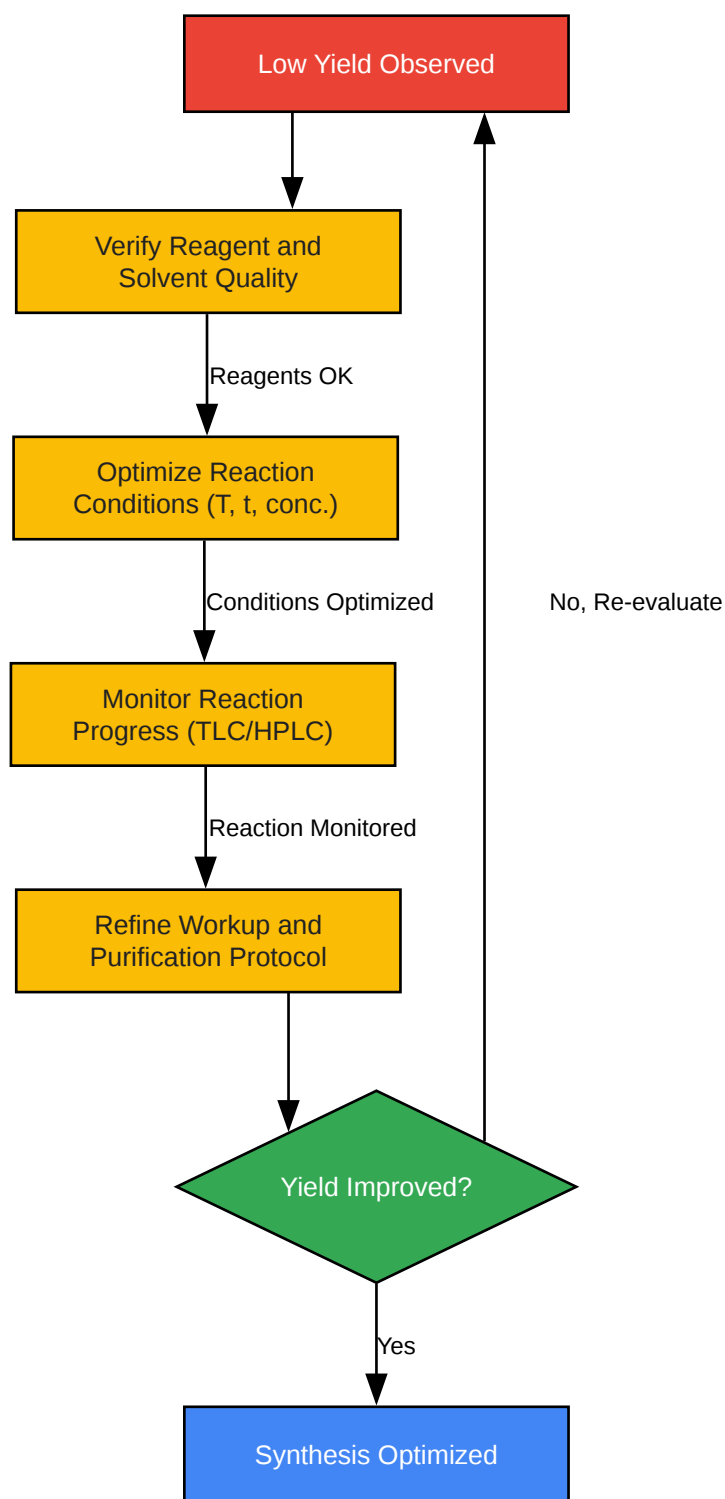 Low Yield Observed
Verify Reagent and
Solvent Quality
Reagents OK
Optimize Reaction
Conditions (T, t, conc.)
Conditions Optimized
No, Re-evaluate
Monitor Reaction
Progress (TLC/HPLC)
Reaction Monitored
Refine Workup and
Purification Protocol
Yield Improved?
Yes
Synthesis Optimized